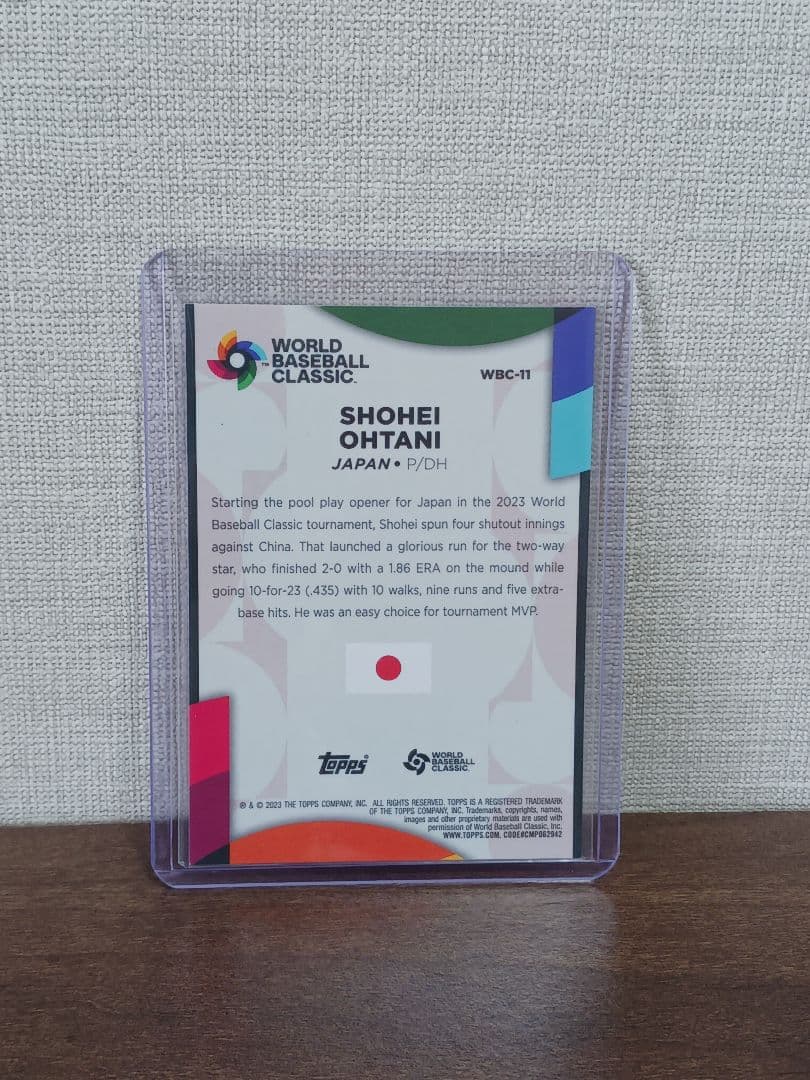 WORLD
BASEBALL
CLASSIC™
WBC-11
SHOHEI
OHTANI
JAPAN • P/DH
Starting the pool play opener for Japan in the 2023 World
Baseball Classic tournament, Shohei spun four shutout innings
against China. That launched a glorious run for the two-way
star, who finished 2-0 with a 1.86 ERA on the mound while
going 10-for-23 (.435) with 10 walks, nine runs and five extra-
base hits. He was an easy choice for tournament MVP.
Topps®
WORLD
BASEBALL
CLASSIC
® & © 2023 THE TOPPS COMPANY, INC. ALL RIGHTS RESERVED. TOPPS IS A REGISTERED TRADEMARK
OF THE TOPPS COMPANY, INC. Trademarks, copyrights, names,
images and other proprietary materials are used with
permission of World Baseball Classic, Inc.
WWW.TOPPS.COM. CODE#CMP062942